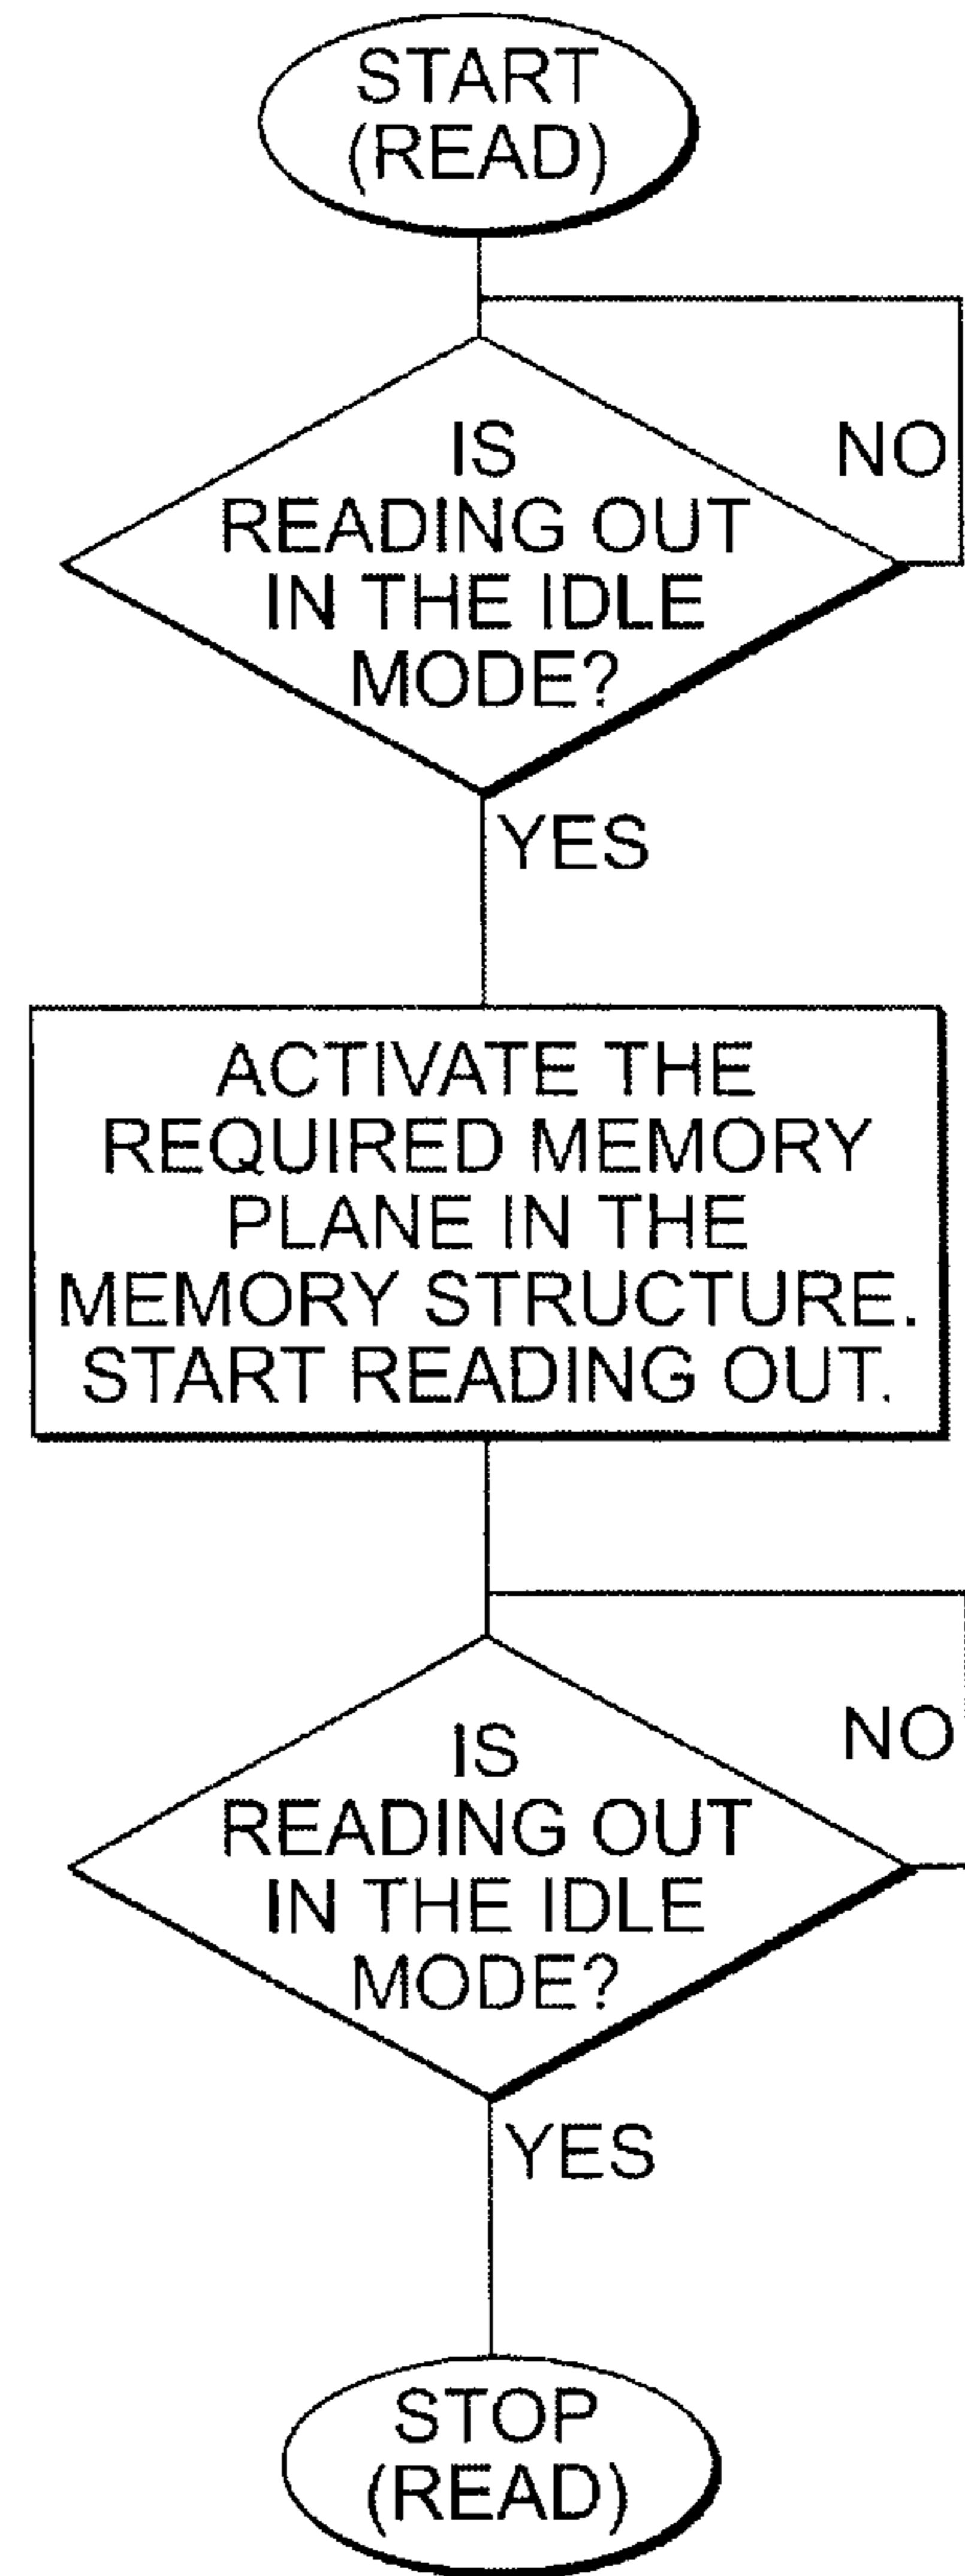 START
(READ)
IS
READING OUT
IN THE IDLE
MODE?
NO
YES
ACTIVATE THE
REQUIRED MEMORY
PLANE IN THE
MEMORY STRUCTURE.
START READING OUT.
IS
READING OUT
IN THE IDLE
MODE?
NO
YES
STOP
(READ)